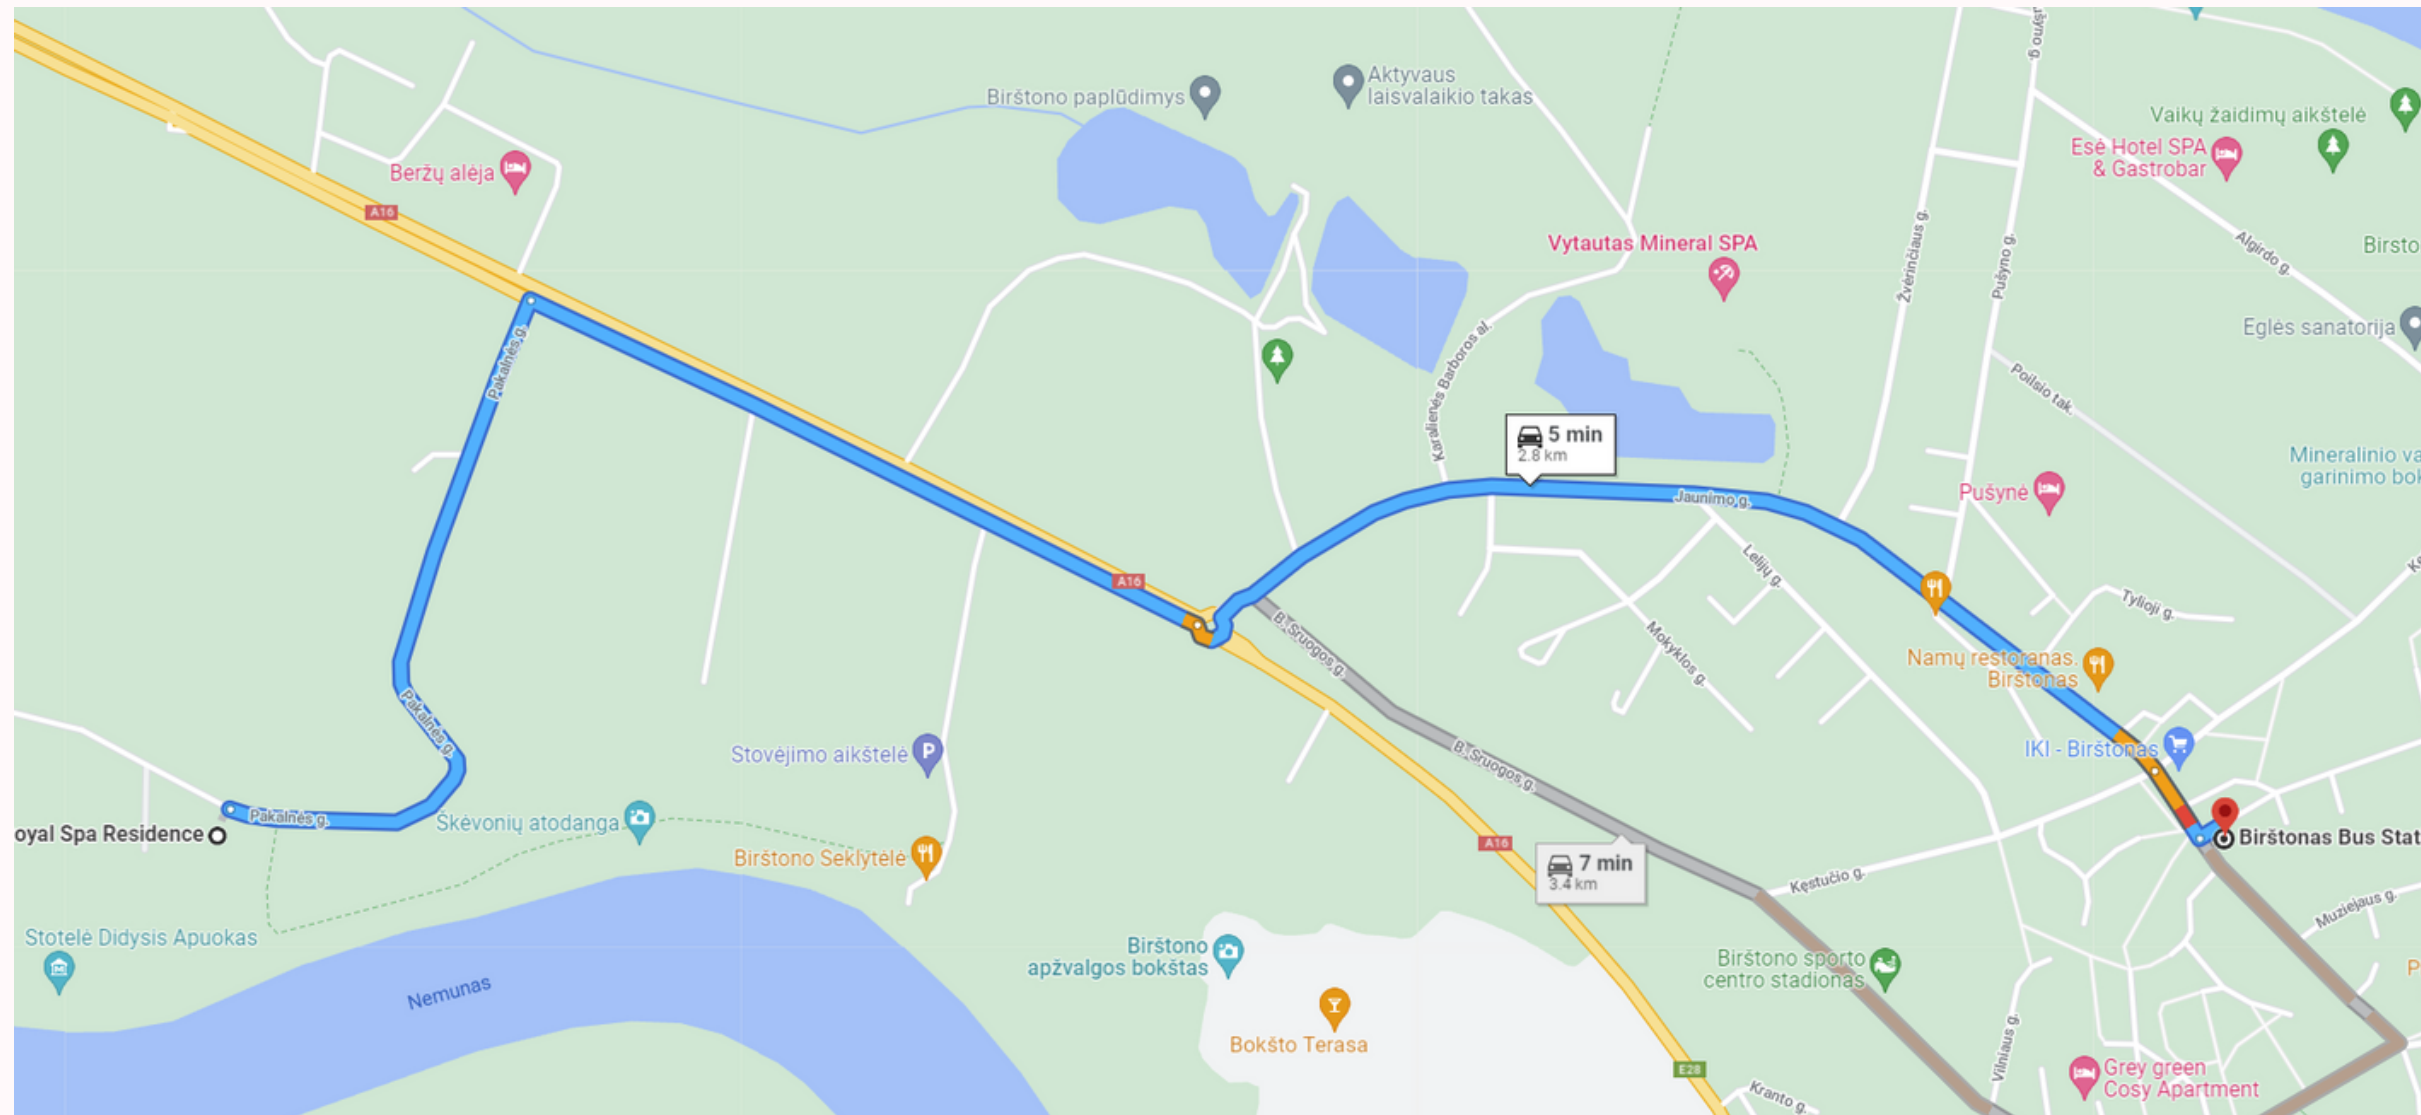 ušyno g.
Birštono paplūdimys
Aktyvaus
laisvalaikio takas
Vaikų žaidimų aikštelė
Esė Hotel SPA
& Gastrobar
Beržų alėja
A16
Vytautas Mineral SPA
Žvėrinčiaus g.
Pušyno g.
Algirdo g.
Birsto
Eglės sanatorija
Pakalnės g.
Karalienės Barboros al.
Poilsio tak.
5 min
2.8 km
Mineralinio va
garinimo bok
Jaunimo g.
Pušynė
Lelijų g.
A16
B. Sruogos g.
Mokyklos g.
Tylioji g.
Kę
Namų restoranas.
Birštonas
Pakalnės g.
Stovėjimo aikštelė
P
B. Sruogos g.
IKI - Birštonas
Pakalnės g.
oyal Spa Residence
Škėvonių atodanga
Birštono Seklytėlė
A16
7 min
3.4 km
Kęstučio g.
Birštonas Bus Stat
Muziejaus g.
Stotelė Didysis Apuokas
Nemunas
Birštono
apžvalgos bokštas
Birštono sporto
centro stadionas
P
Bokšto Terasa
E28
Vilniaus g.
Kranto g.
Grey green
Cosy Apartment